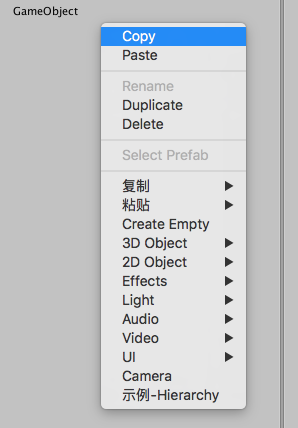 GameObject
Copy
Paste
Rename
Duplicate
Delete
Select Prefab
复制
粘贴
Create Empty
3D Object
2D Object
Effects
Light
Audio
Video
UI
Camera
示例-Hierarchy